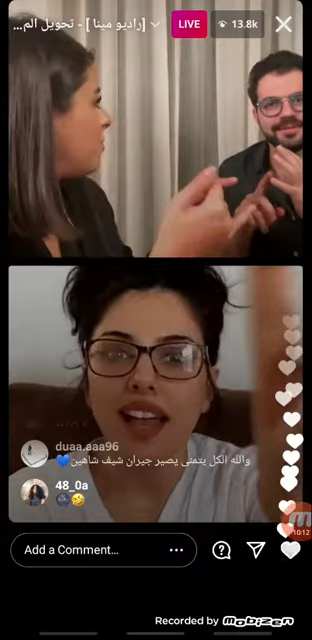 [راديو مينا ] - تحويل الم...
LIVE
13.8k
duaa.aaa96
والله الكل يتمنى يصير جيران شيف شاهين💙
48_0a
Add a Comment...
10:12
Recorded by mobizen